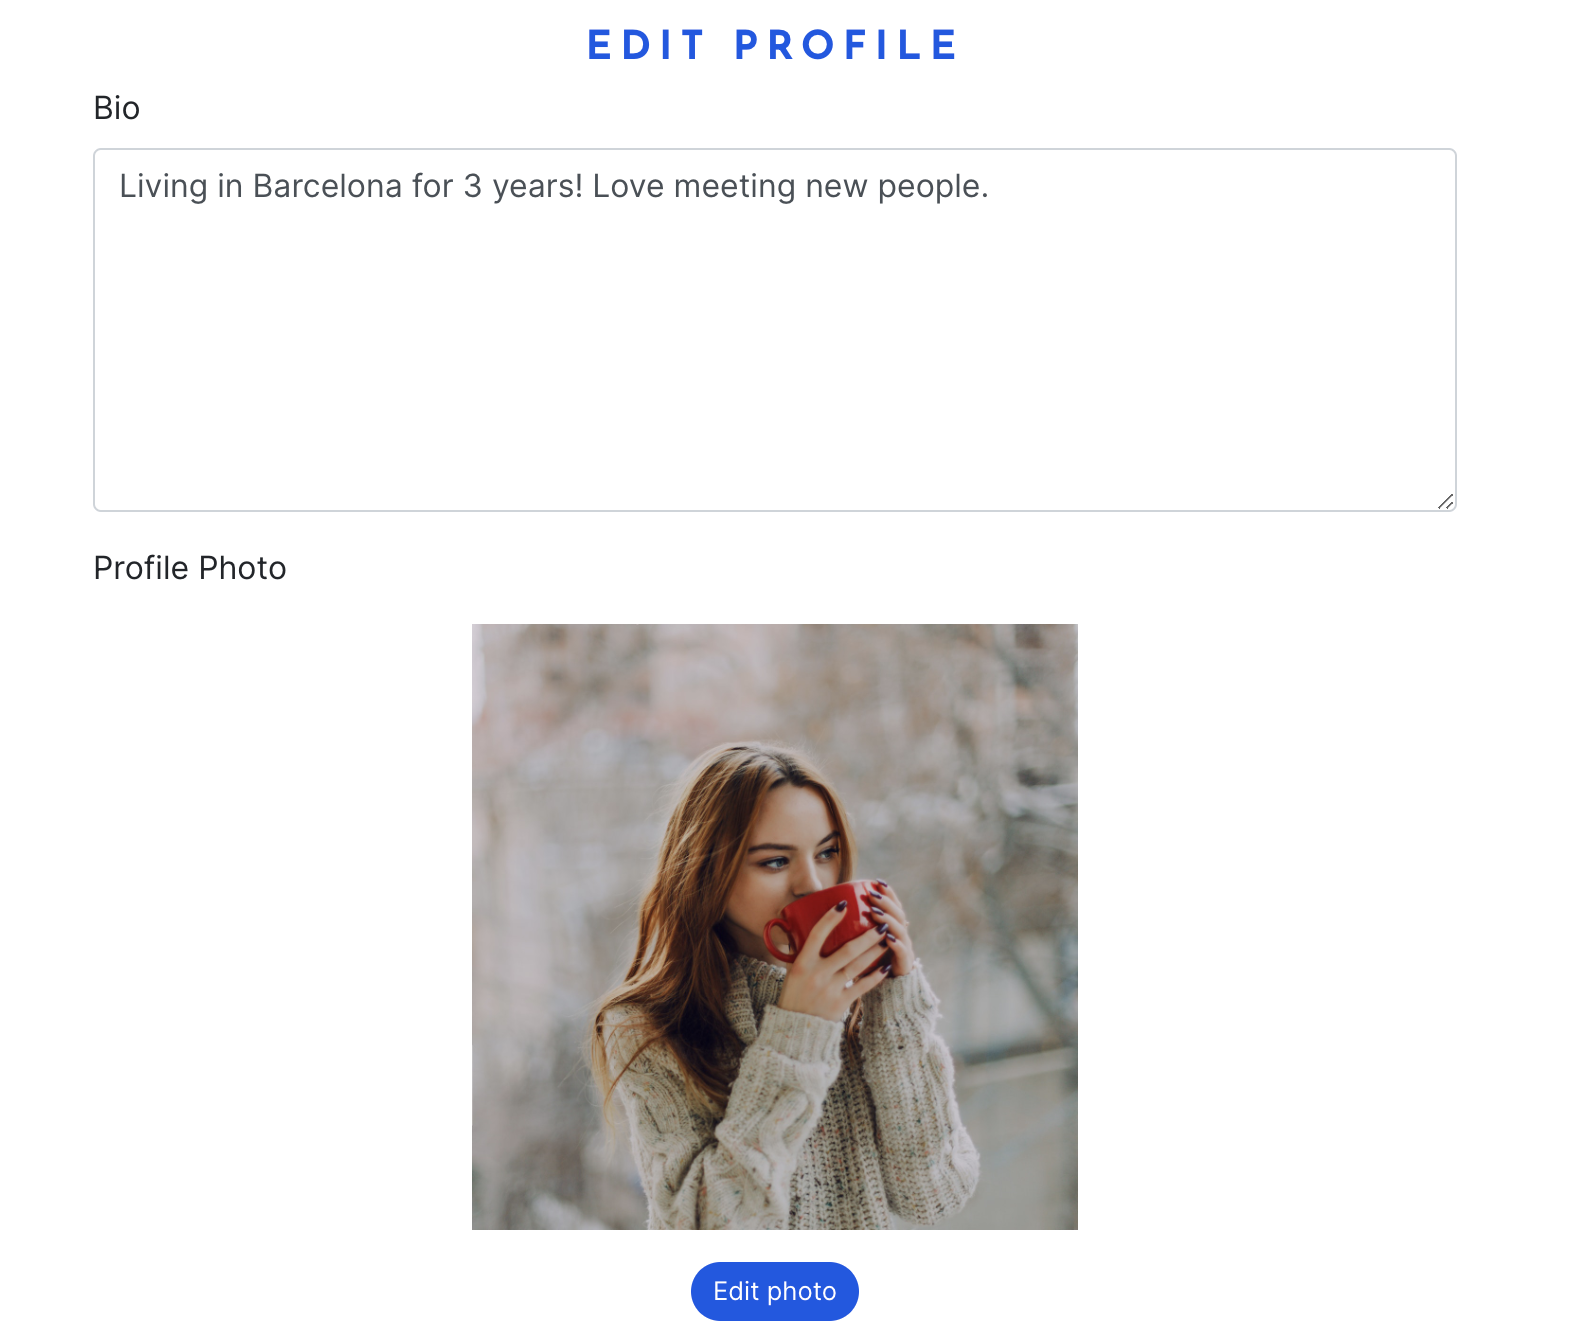 EDIT PROFILE
Bio
Living in Barcelona for 3 years! Love meeting new people.
Profile Photo
Edit photo